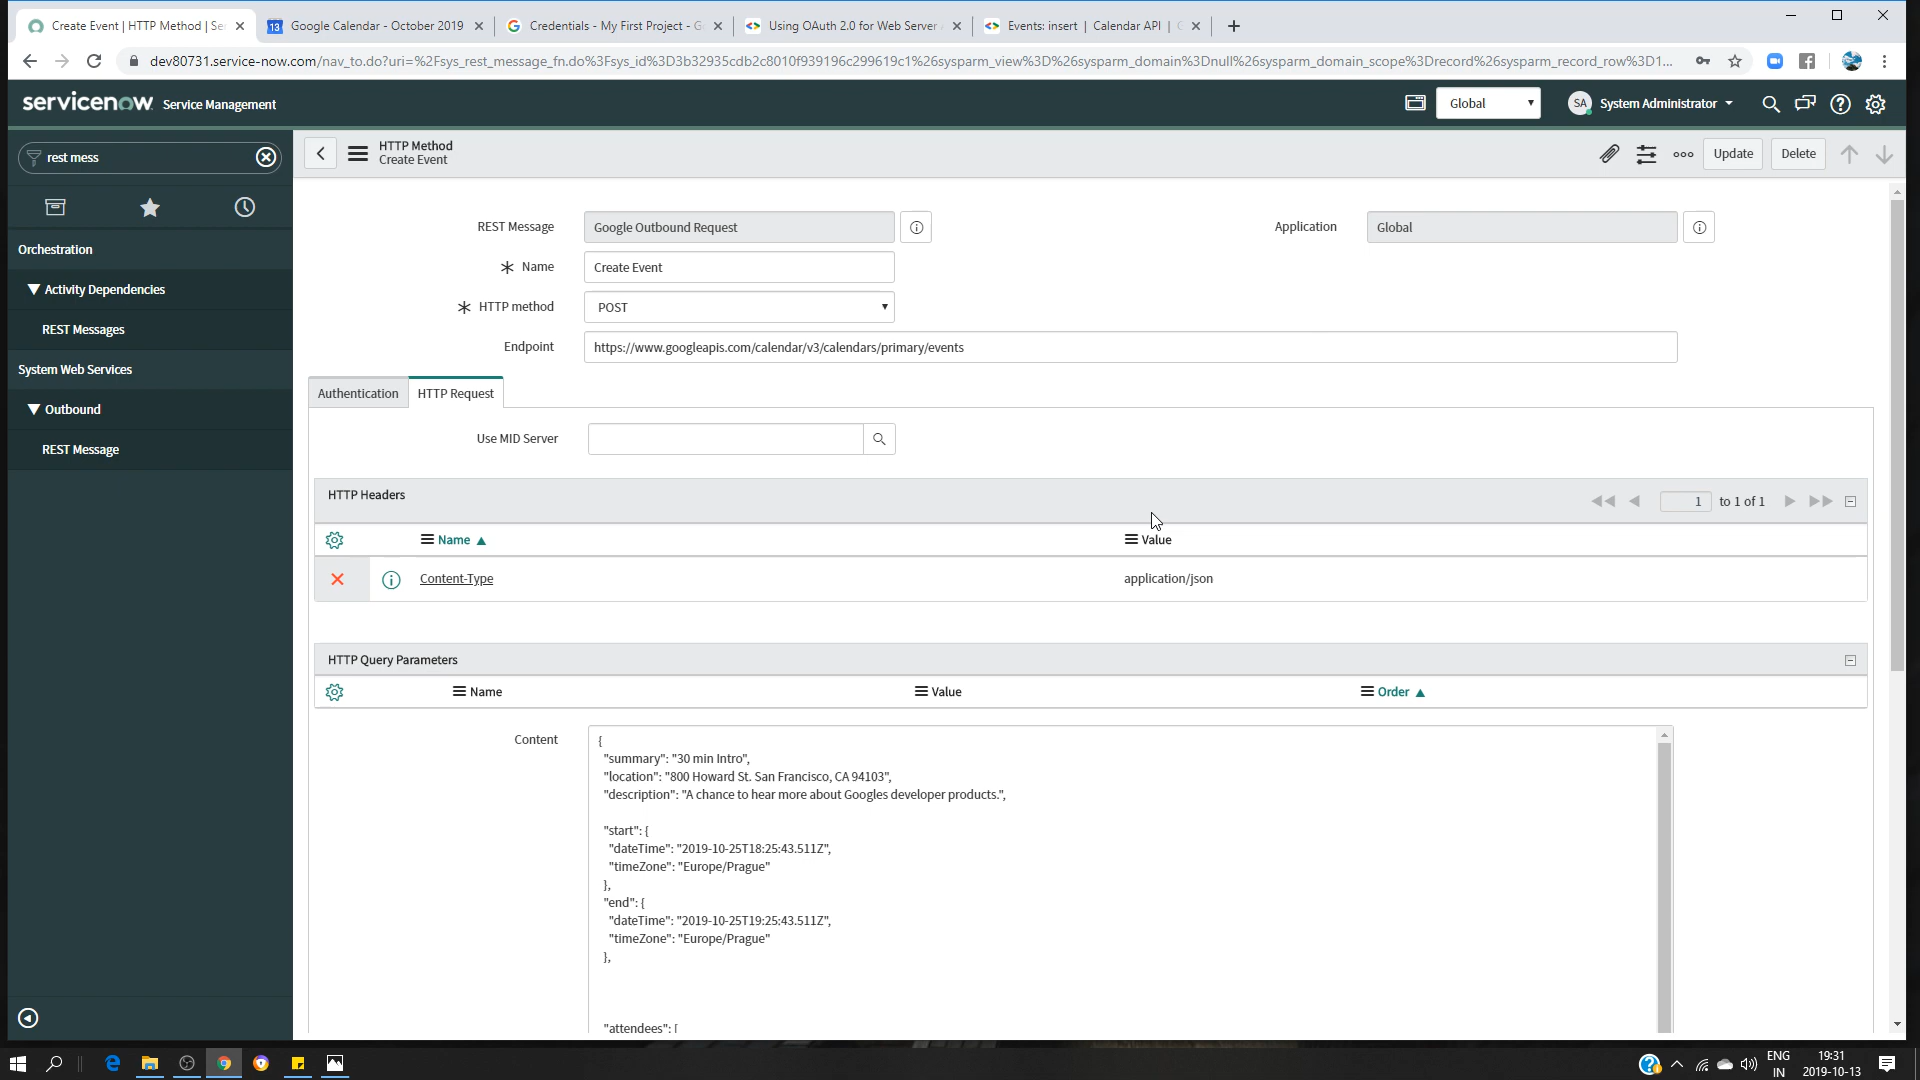 Create Event | HTTP Method | Se
Google Calendar - October 2019
Credentials - My First Project - G
Using OAuth 2.0 for Web Server
Events: insert | Calendar API |
dev80731.service-now.com/nav_to.do?uri=%2Fsys_rest_message_fn.do%3Fsys_id%3D3b32935cdb2c8010f939196c299619c1%26sysparm_view%3D%26sysparm_domain%3Dnull%26sysparm_domain_scope%3Drecord%26sysparm_record_row%3D1...
servicenow Service Management
Global
SA System Administrator
rest mess
Orchestration
Activity Dependencies
REST Messages
System Web Services
Outbound
REST Message
HTTP Method
Create Event
Update
Delete
REST Message
Google Outbound Request
Application
Global
Name
Create Event
HTTP method
POST
Endpoint
https://www.googleapis.com/calendar/v3/calendars/primary/events
Authentication
HTTP Request
Use MID Server
HTTP Headers
1 to 1 of 1
Name
Value
Content-Type
application/json
HTTP Query Parameters
Name
Value
Order
Content
{
"summary": "30 min Intro",
"location": "800 Howard St. San Francisco, CA 94103",
"description": "A chance to hear more about Googles developer products.",
"start": {
"dateTime": "2019-10-25T18:25:43.511Z",
"timeZone": "Europe/Prague"
},
"end": {
"dateTime": "2019-10-25T19:25:43.511Z",
"timeZone": "Europe/Prague"
},
"attendees": [
ENG
IN
19:31
2019-10-13